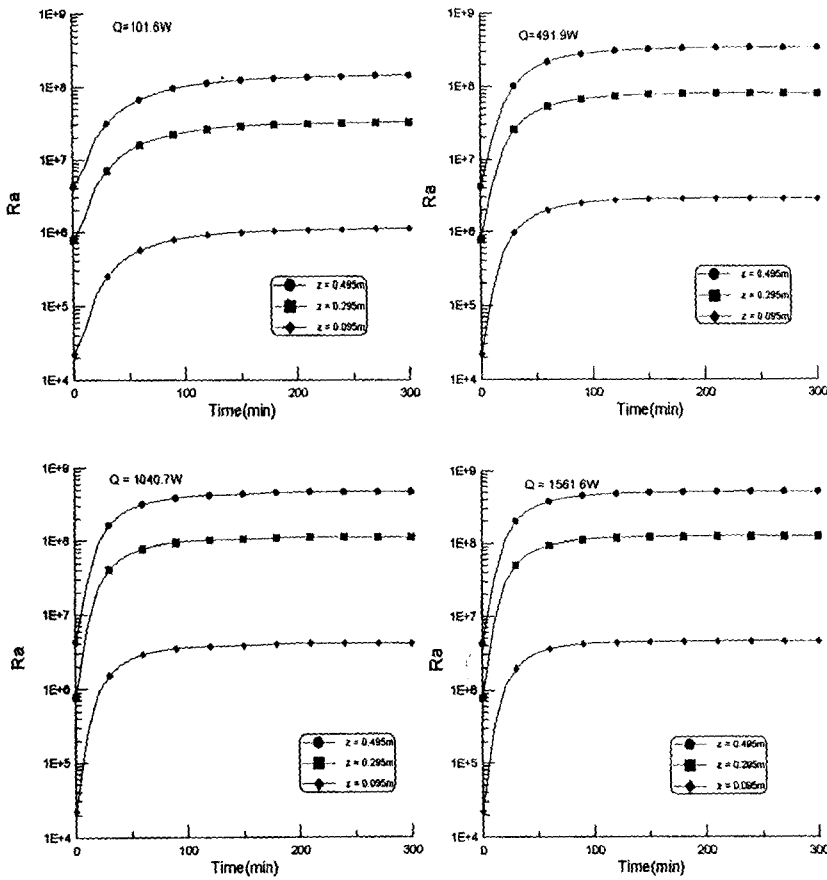 1E+9
Q=101.6W
1E+8
1E+7
Ra
1E+6
z = 0.495m
z = 0.295m
z = 0.095m
1E+5
1E+4
0
100
200
300
Time(min)
1E+9
Q=491.9W
1E+8
1E+7
Ra
1E+6
z = 0.495m
z = 0.295m
z = 0.095m
1E+5
1E+4
0
100
200
300
Time(min)
1E+9
Q = 1040.7W
1E+8
1E+7
Ra
1E+6
z = 0.495m
z = 0.295m
z = 0.095m
1E+5
1E+4
0
100
200
300
Time(min)
1E+9
Q = 1561.6W
1E+8
1E+7
Ra
1E+6
z = 0.495m
z = 0.295m
z = 0.095m
1E+5
1E+4
0
100
200
300
Time(min)